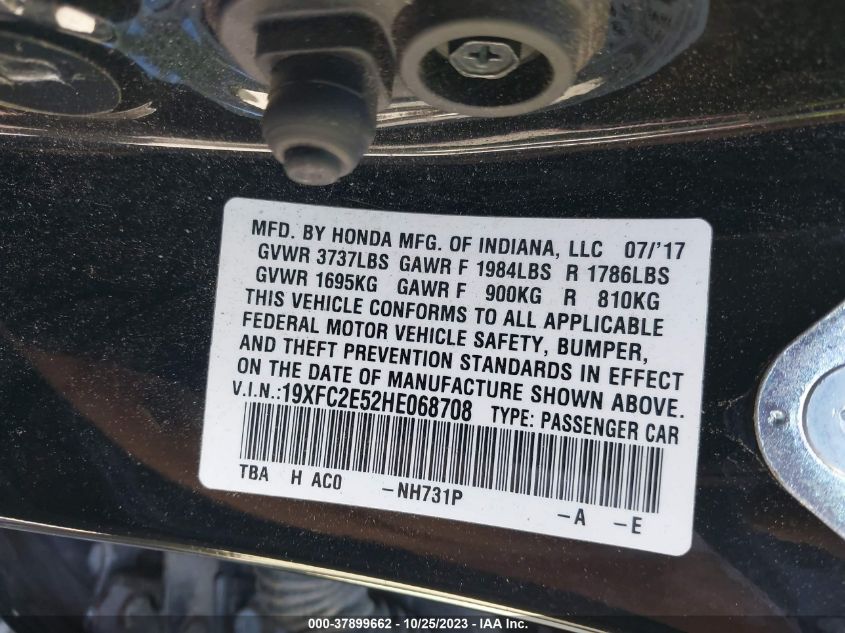 MFD. BY HONDA MFG. OF INDIANA, LLC 07/'17
GVWR 3737LBS GAWR F 1984LBS R 1786LBS
GVWR 1695KG GAWR F 900KG R 810KG
THIS VEHICLE CONFORMS TO ALL APPLICABLE
FEDERAL MOTOR VEHICLE SAFETY, BUMPER,
AND THEFT PREVENTION STANDARDS IN EFFECT
ON THE DATE OF MANUFACTURE SHOWN ABOVE.
V.I.N.:19XFC2E52HE068708 TYPE: PASSENGER CAR
TBA H AC0 -NH731P -A -E
000-37899662 - 10/25/2023 - IAA Inc.